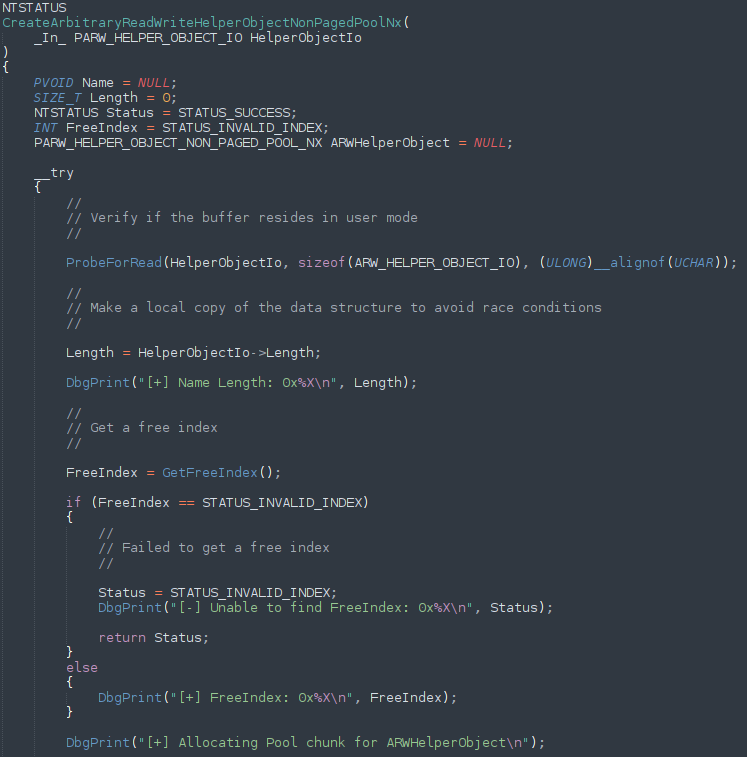 NTSTATUS
CreateArbitraryReadWriteHelperObjectNonPagedPoolNx(
    _In_ PARW_HELPER_OBJECT_IO HelperObjectIo
)
{
    PVOID Name = NULL;
    SIZE_T Length = 0;
    NTSTATUS Status = STATUS_SUCCESS;
    INT FreeIndex = STATUS_INVALID_INDEX;
    PARW_HELPER_OBJECT_NON_PAGED_POOL_NX ARWHelperObject = NULL;

    __try
    {
        //
        // Verify if the buffer resides in user mode
        //

        ProbeForRead(HelperObjectIo, sizeof(ARW_HELPER_OBJECT_IO), (ULONG)__alignof(UCHAR));

        //
        // Make a local copy of the data structure to avoid race conditions
        //

        Length = HelperObjectIo->Length;

        DbgPrint("[+] Name Length: 0x%X\n", Length);

        //
        // Get a free index
        //

        FreeIndex = GetFreeIndex();

        if (FreeIndex == STATUS_INVALID_INDEX)
        {
            //
            // Failed to get a free index
            //

            Status = STATUS_INVALID_INDEX;
            DbgPrint("[-] Unable to find FreeIndex: 0x%X\n", Status);

            return Status;
        }
        else
        {
            DbgPrint("[+] FreeIndex: 0x%X\n", FreeIndex);
        }

        DbgPrint("[+] Allocating Pool chunk for ARWHelperObject\n");